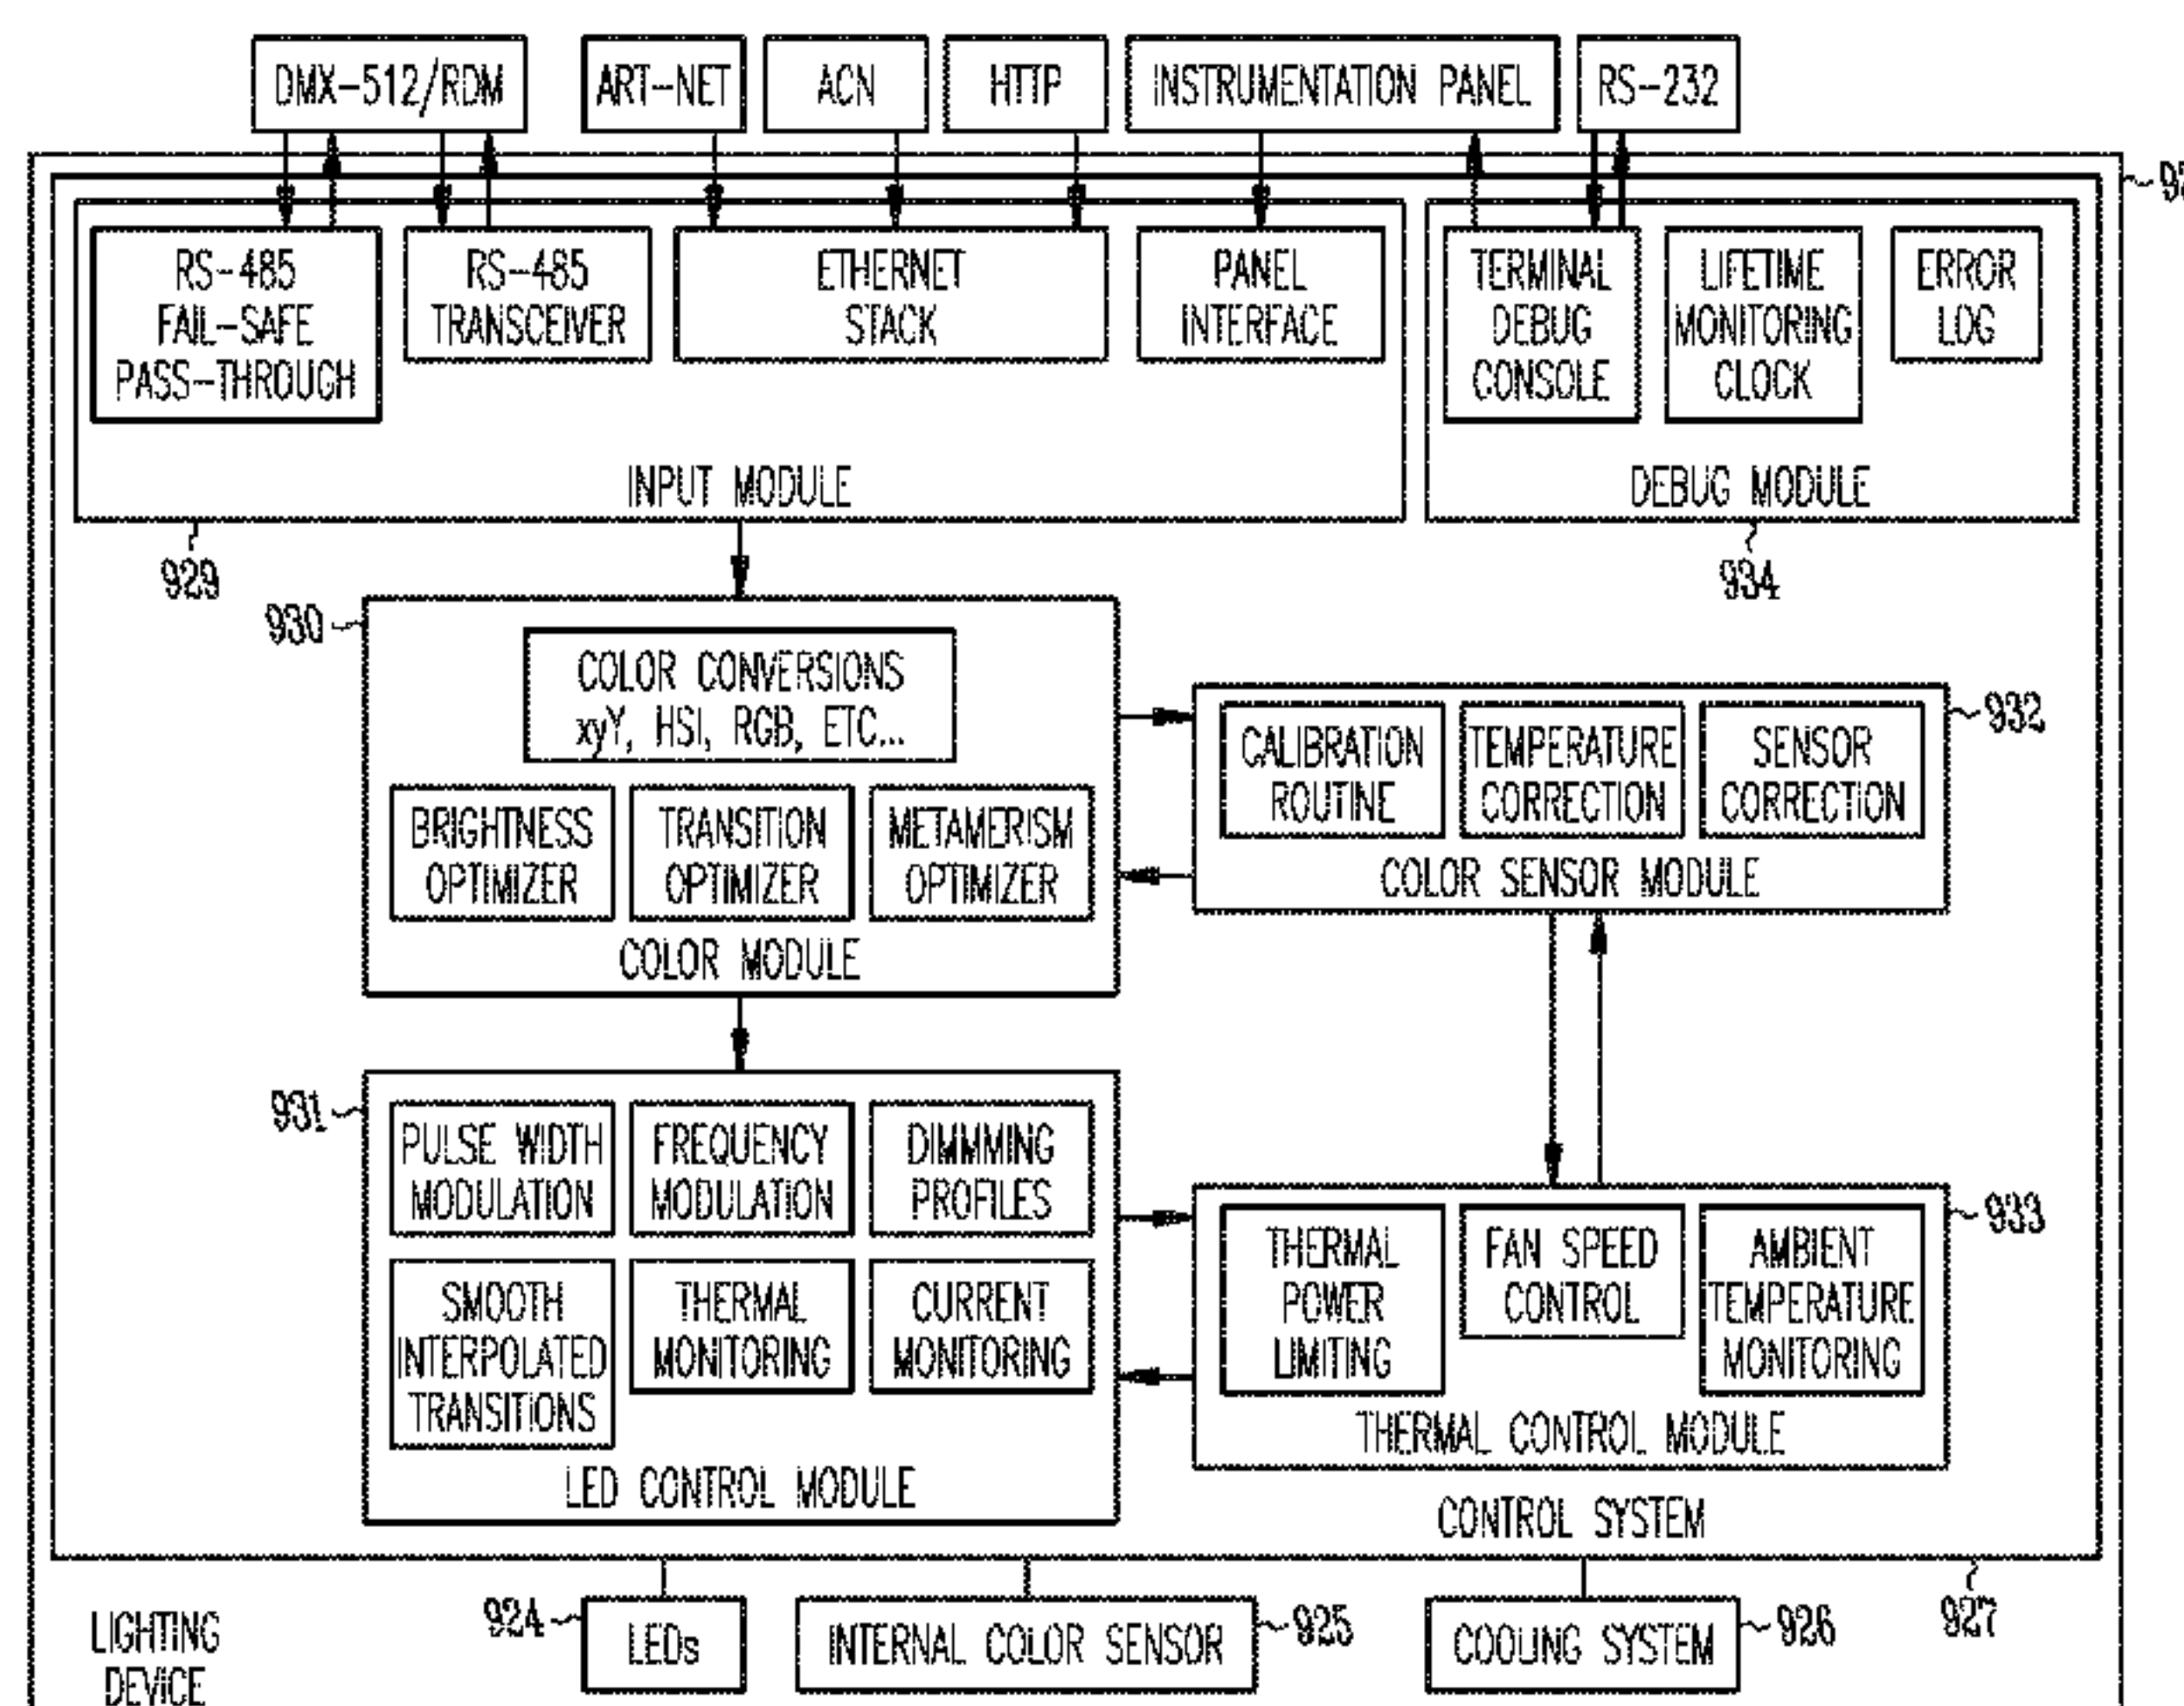 DMX-512/RDM
ART-NET
ACN
HTTP
INSTRUMENTATION PANEL
RS-232
RS-485
FAIL-SAFE
PASS-THROUGH
RS-485
TRANSCEIVER
ETHERNET
STACK
PANEL
INTERFACE
TERMINAL
DEBUG
CONSOLE
LIFETIME
MONITORING
CLOCK
ERROR
LOG
INPUT MODULE
DEBUG MODULE
929
934
930
COLOR CONVERSIONS
xyY, HSI, RGB, ETC...
BRIGHTNESS
OPTIMIZER
TRANSITION
OPTIMIZER
METAMERISM
OPTIMIZER
COLOR MODULE
932
CALIBRATION
ROUTINE
TEMPERATURE
CORRECTION
SENSOR
CORRECTION
COLOR SENSOR MODULE
931
PULSE WIDTH
MODULATION
FREQUENCY
MODULATION
DIMMMING
PROFILES
SMOOTH
INTERPOLATED
TRANSITIONS
THERMAL
MONITORING
CURRENT
MONITORING
LED CONTROL MODULE
933
THERMAL
POWER
LIMITING
FAN SPEED
CONTROL
AMBIENT
TEMPERATURE
MONITORING
THERMAL CONTROL MODULE
CONTROL SYSTEM
927
LIGHTING
DEVICE
924
LEDs
INTERNAL COLOR SENSOR
925
COOLING SYSTEM
926